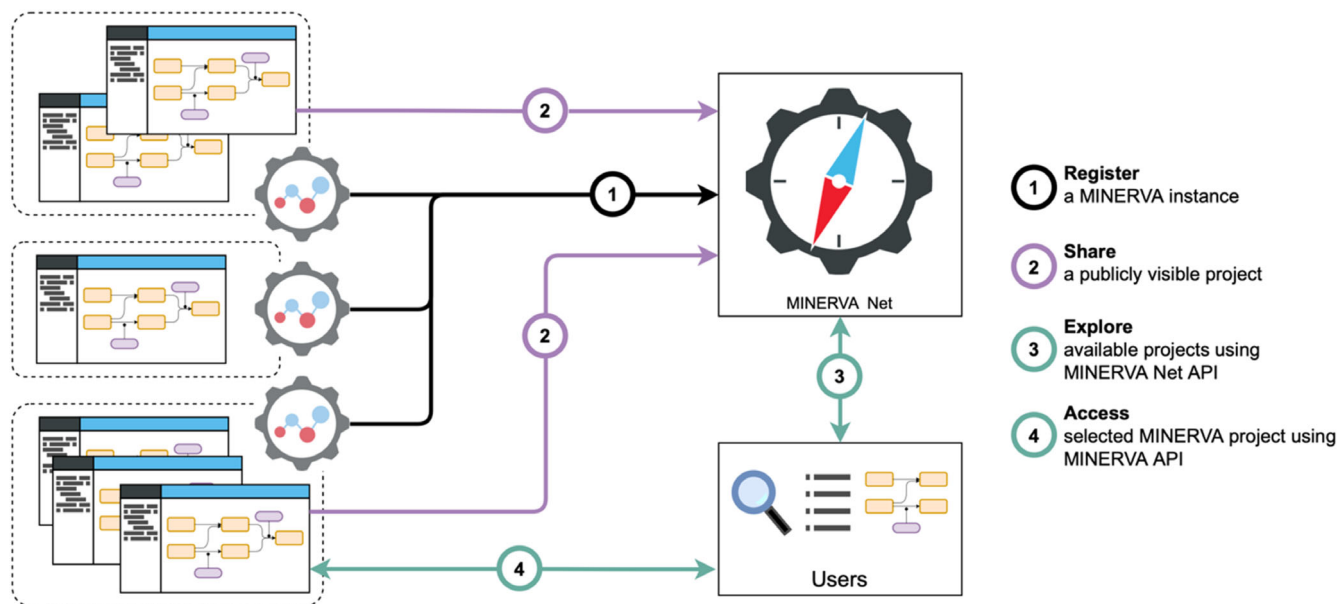 2
1
2
MINERVA Net
3
4
Users
1
Register
a MINERVA instance
2
Share
a publicly visible project
3
Explore
available projects using
MINERVA Net API
4
Access
selected MINERVA project using
MINERVA API